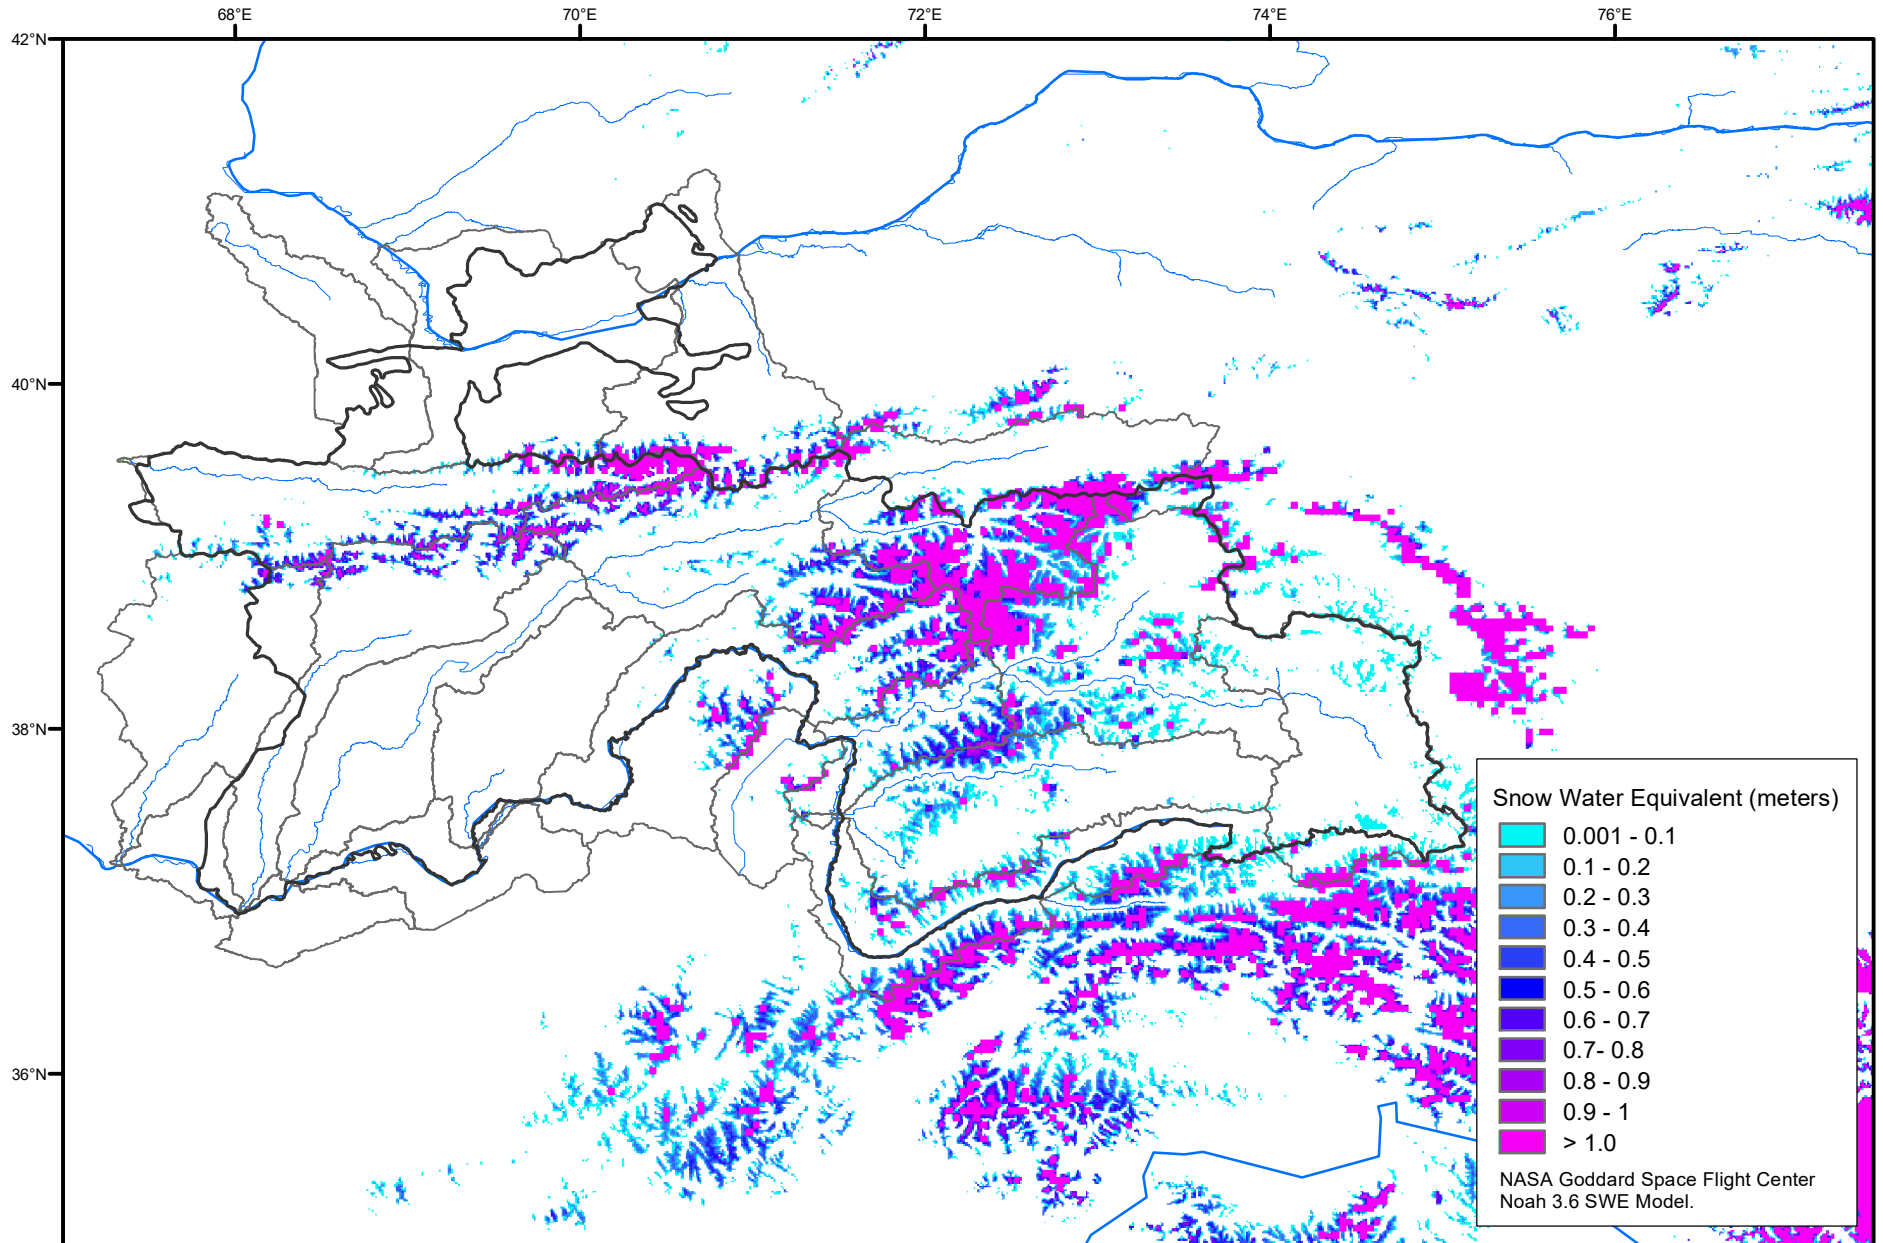 68°E 70°E 72°E 74°E 76°E
42°N
40°N
38°N
36°N
Snow Water Equivalent (meters)
0.001 - 0.1
0.1 - 0.2
0.2 - 0.3
0.3 - 0.4
0.4 - 0.5
0.5 - 0.6
0.6 - 0.7
0.7- 0.8
0.8 - 0.9
0.9 - 1
> 1.0
NASA Goddard Space Flight Center
Noah 3.6 SWE Model.